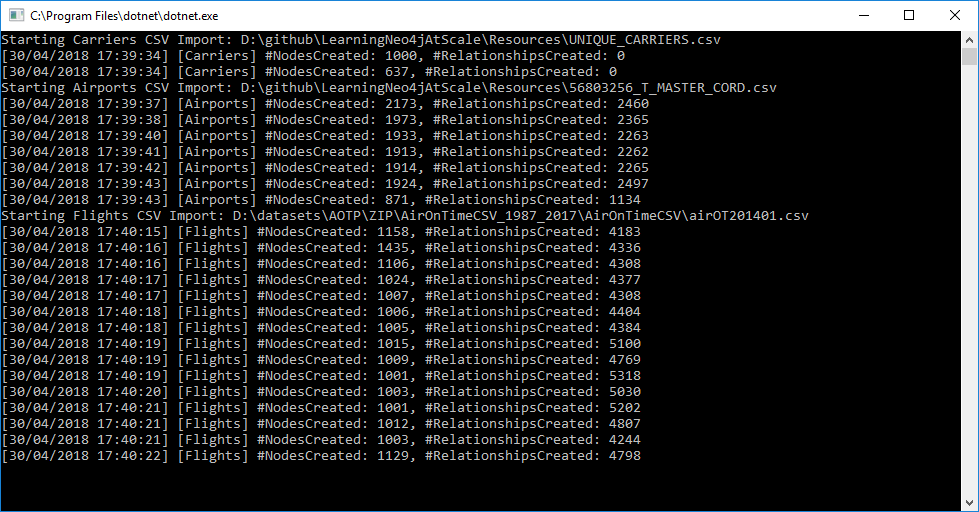 C:\Program Files\dotnet\dotnet.exe
Starting Carriers CSV Import: D:\github\LearningNeo4jAtScale\Resources\UNIQUE_CARRIERS.csv
[30/04/2018 17:39:34] [Carriers] #NodesCreated: 1000, #RelationshipsCreated: 0
[30/04/2018 17:39:34] [Carriers] #NodesCreated: 637, #RelationshipsCreated: 0
Starting Airports CSV Import: D:\github\LearningNeo4jAtScale\Resources\56803256_T_MASTER_CORD.csv
[30/04/2018 17:39:37] [Airports] #NodesCreated: 2173, #RelationshipsCreated: 2460
[30/04/2018 17:39:38] [Airports] #NodesCreated: 1973, #RelationshipsCreated: 2365
[30/04/2018 17:39:40] [Airports] #NodesCreated: 1933, #RelationshipsCreated: 2263
[30/04/2018 17:39:41] [Airports] #NodesCreated: 1913, #RelationshipsCreated: 2262
[30/04/2018 17:39:42] [Airports] #NodesCreated: 1914, #RelationshipsCreated: 2265
[30/04/2018 17:39:43] [Airports] #NodesCreated: 1924, #RelationshipsCreated: 2497
[30/04/2018 17:39:43] [Airports] #NodesCreated: 871, #RelationshipsCreated: 1134
Starting Flights CSV Import: D:\datasets\AOTP\ZIP\AirOnTimeCSV_1987_2017\AirOnTimeCSV\airOT201401.csv
[30/04/2018 17:40:15] [Flights] #NodesCreated: 1158, #RelationshipsCreated: 4183
[30/04/2018 17:40:16] [Flights] #NodesCreated: 1435, #RelationshipsCreated: 4336
[30/04/2018 17:40:16] [Flights] #NodesCreated: 1106, #RelationshipsCreated: 4308
[30/04/2018 17:40:17] [Flights] #NodesCreated: 1024, #RelationshipsCreated: 4377
[30/04/2018 17:40:17] [Flights] #NodesCreated: 1007, #RelationshipsCreated: 4308
[30/04/2018 17:40:18] [Flights] #NodesCreated: 1006, #RelationshipsCreated: 4404
[30/04/2018 17:40:18] [Flights] #NodesCreated: 1005, #RelationshipsCreated: 4384
[30/04/2018 17:40:19] [Flights] #NodesCreated: 1015, #RelationshipsCreated: 5100
[30/04/2018 17:40:19] [Flights] #NodesCreated: 1009, #RelationshipsCreated: 4769
[30/04/2018 17:40:19] [Flights] #NodesCreated: 1001, #RelationshipsCreated: 5318
[30/04/2018 17:40:20] [Flights] #NodesCreated: 1003, #RelationshipsCreated: 5030
[30/04/2018 17:40:21] [Flights] #NodesCreated: 1001, #RelationshipsCreated: 5202
[30/04/2018 17:40:21] [Flights] #NodesCreated: 1012, #RelationshipsCreated: 4807
[30/04/2018 17:40:21] [Flights] #NodesCreated: 1003, #RelationshipsCreated: 4244
[30/04/2018 17:40:22] [Flights] #NodesCreated: 1129, #RelationshipsCreated: 4798